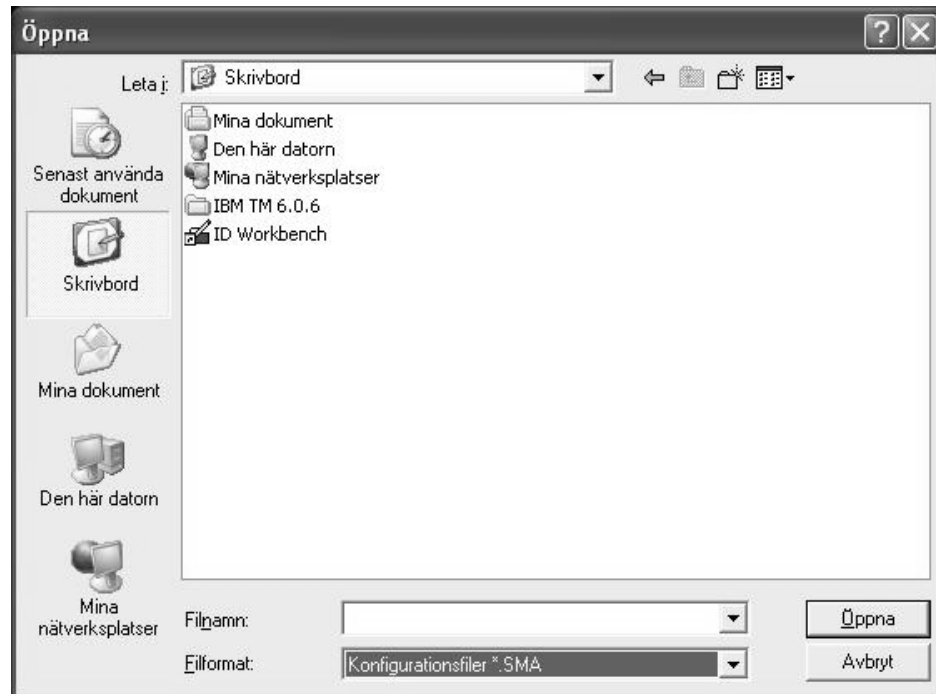 Öppna
Leta i:
Skrivbord
Mina dokument
Den här datorn
Mina nätverksplatser
IBM TM 6.0.6
ID Workbench
Senast använda
dokument
Skrivbord
Mina dokument
Den här datorn
Mina
nätverksplatser
Filnamn:
Öppna
Filformat:
Konfigurationsfiler *.SMA
Avbryt